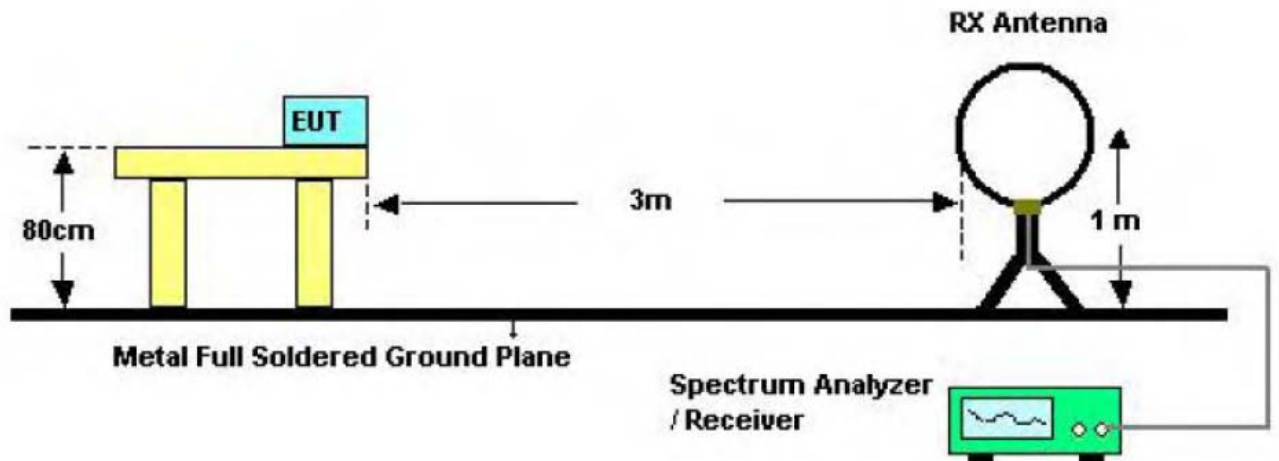 RX Antenna
EUT
80cm
3m
1 m
Metal Full Soldered Ground Plane
Spectrum Analyzer
/ Receiver